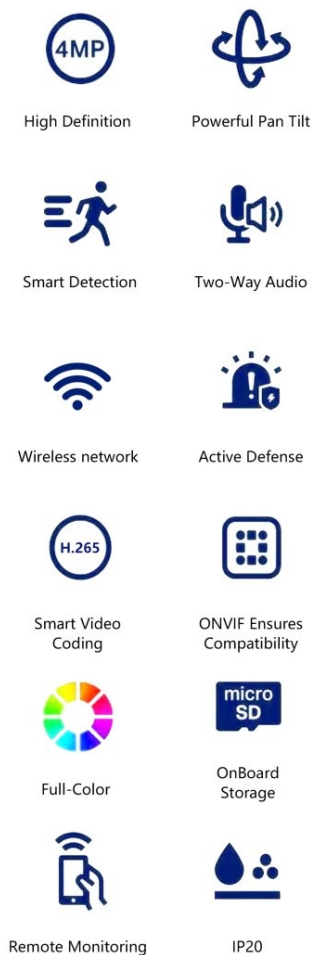 4MP
High Definition
Powerful Pan Tilt
Smart Detection
Two-Way Audio
Wireless network
Active Defense
H.265
Smart Video
Coding
ONVIF Ensures
Compatibility
Full-Color
micro
SD
OnBoard
Storage
Remote Monitoring
IP20